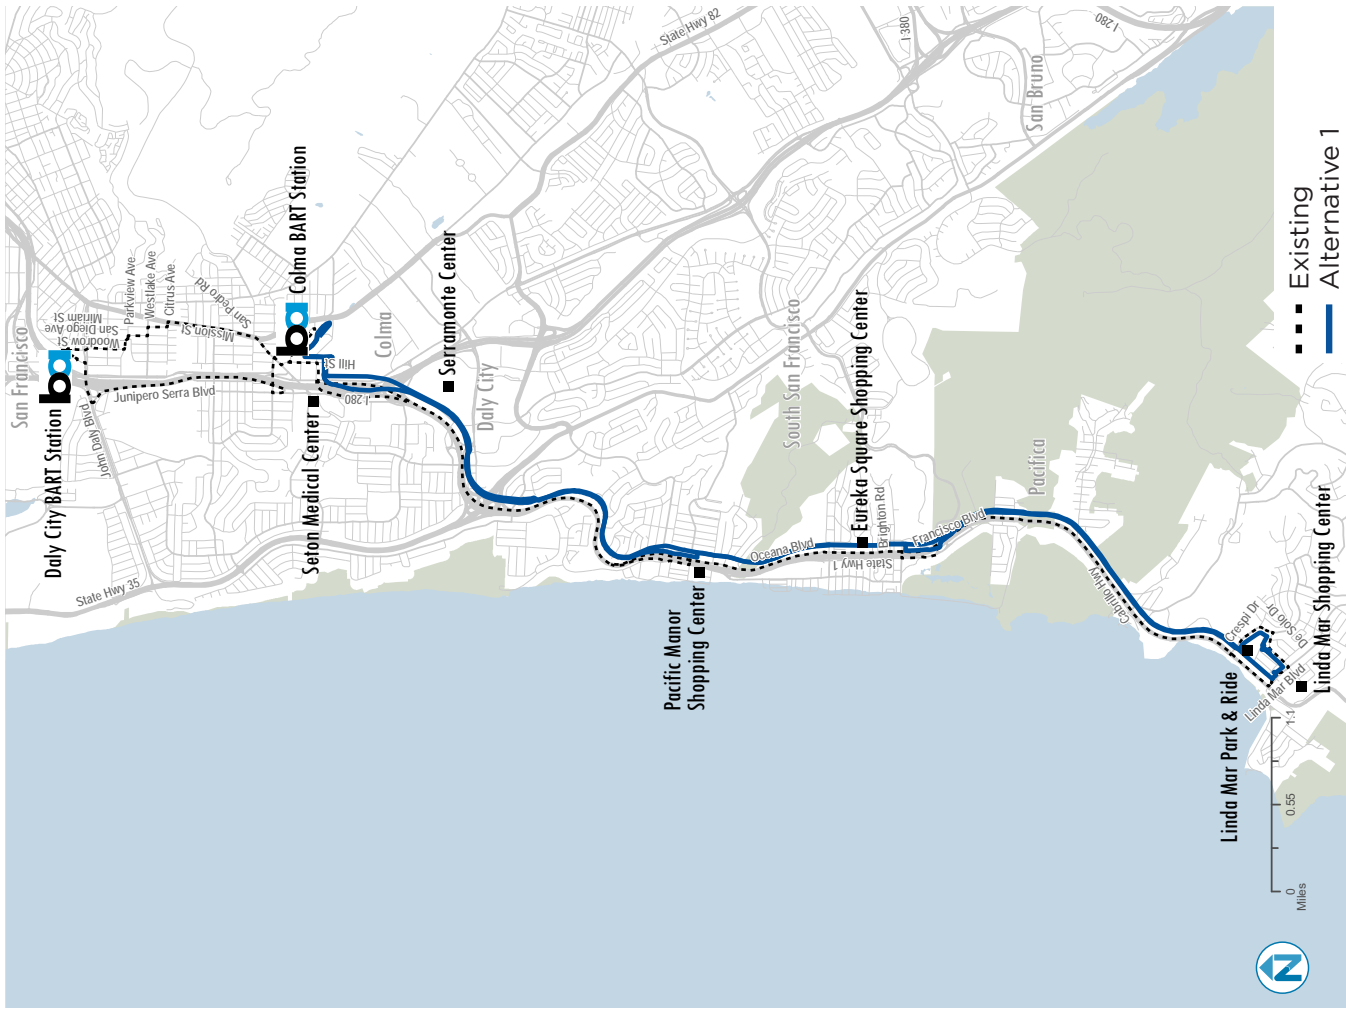 San Francisco
Daly City BART Station
ba
John Daly Blvd
Junipero Serra Blvd
State Hwy 35
Woodrow St
San Diego Ave
Miriam St
Parkview Ave
Westlake Ave
Citrus Ave
San Pedro Rd
Mission St
Colma BART Station
ba
Hill St
I 280
Seton Medical Center
Colma
Serramonte Center
Daly City
State Hwy 82
I 380
I 280
San Bruno
South San Francisco
Pacific Manor
Shopping Center
Oceana Blvd
State Hwy 1
Eureka Square Shopping Center
Brighton Rd
Francisco Blvd
Pacifica
Cabrillo Hwy
Crespi Dr
De Solo Dr
Linda Mar Blvd
Linda Mar Park & Ride
Linda Mar Shopping Center
0
0.55
1.1
Miles
N
Existing
Alternative 1